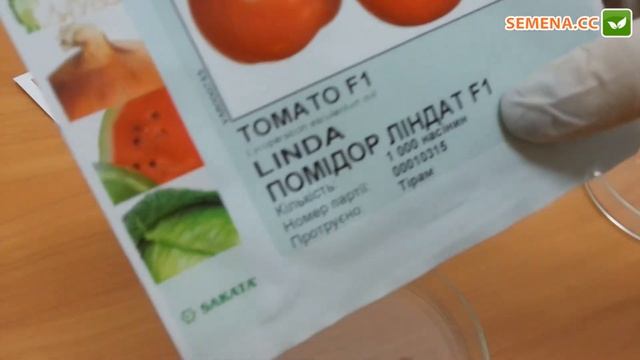 SEMENA.CC
TOMATO F1
LINDA
ПОМІДОР ЛІНДАТ F1
Кількість: 1 000 насінин
Номер партії: 00010315
Протруєно: Тірам
SAKATA